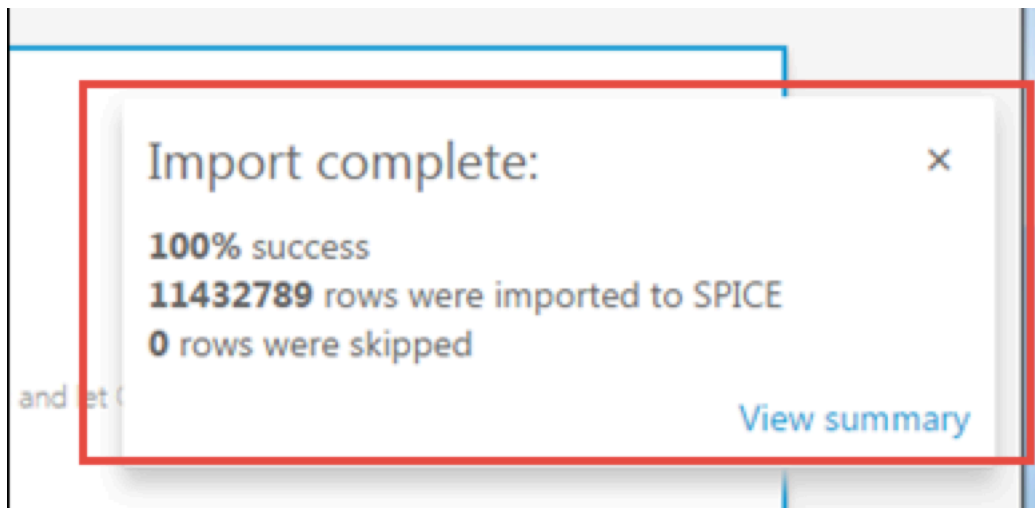 Import complete:
×
100% success
11432789 rows were imported to SPICE
0 rows were skipped
and let
View summary